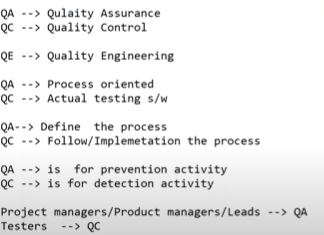 QA --> Qulaity Assurance
QC --> Quality Control
QE --> Quality Engineering
QA --> Process oriented
QC --> Actual testing s/w
QA--> Define  the process
QC --> Follow/Implemetation the process
QA --> is  for prevention activity
QC --> is for detection activity
Project managers/Product managers/Leads --> QA
Testers  --> QC